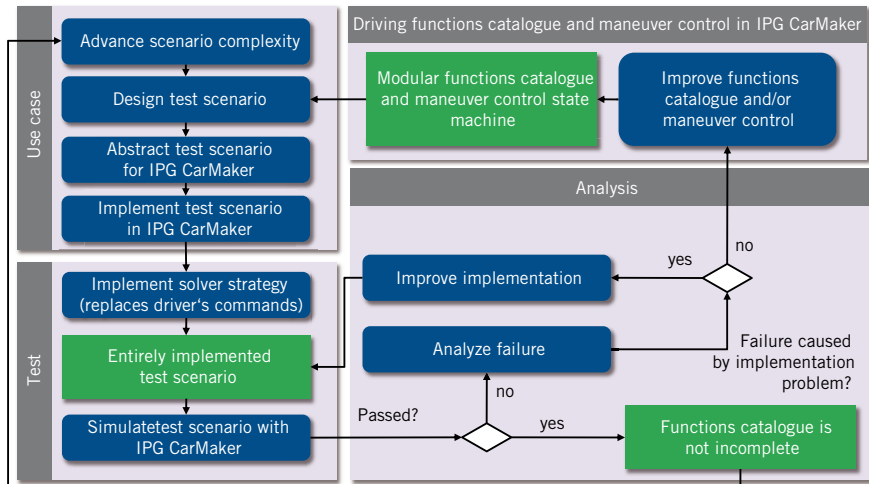 Use case
Advance scenario complexity
Design test scenario
Abstract test scenario
for IPG CarMaker
Implement test scenario
in IPG CarMaker
Test
Implement solver strategy
(replaces driver‘s commands)
Entirely implemented
test scenario
Simulatetest scenario with
IPG CarMaker
Driving functions catalogue and maneuver control in IPG CarMaker
Modular functions catalogue
and maneuver control state
machine
Improve functions
catalogue and/or
maneuver control
Analysis
no
yes
Improve implementation
Analyze failure
Failure caused
by implementation
problem?
no
Passed?
yes
Functions catalogue is
not incomplete